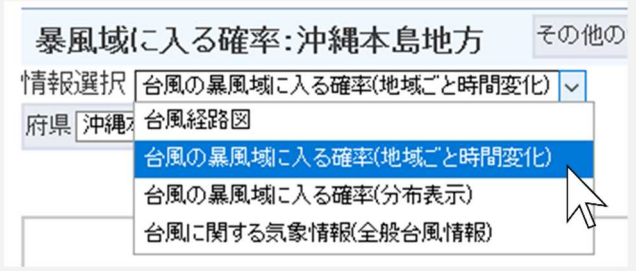 暴風域に入る確率:沖縄本島地方 その他の
情報選択 台風の暴風域に入る確率(地域ごと時間変化)
府県 沖縄
台風経路図
台風の暴風域に入る確率(地域ごと時間変化)
台風の暴風域に入る確率(分布表示)
台風に関する気象情報(全般台風情報)